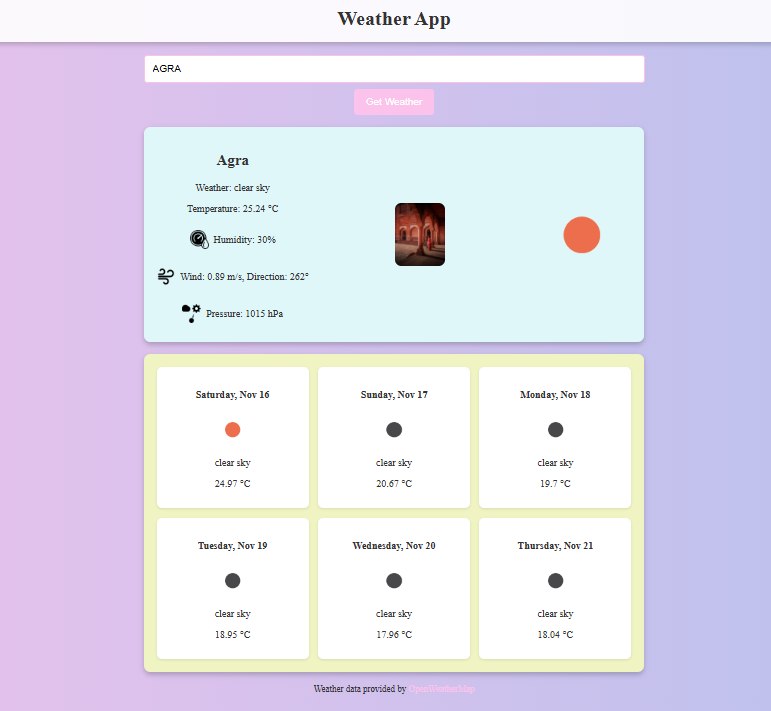 Weather App
AGRA
Get Weather
Agra
Weather: clear sky
Temperature: 25.24 °C
Humidity: 30%
Wind: 0.89 m/s, Direction: 262°
Pressure: 1015 hPa
Saturday, Nov 16
clear sky
24.97 °C
Sunday, Nov 17
clear sky
20.67 °C
Monday, Nov 18
clear sky
19.7 °C
Tuesday, Nov 19
clear sky
18.95 °C
Wednesday, Nov 20
clear sky
17.96 °C
Thursday, Nov 21
clear sky
18.04 °C
Weather data provided by OpenWeatherMap